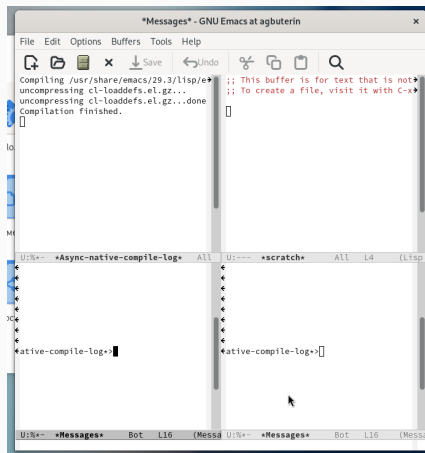 *Messages* - GNU Emacs at agbuterin
File Edit Options Buffers Tools Help
Save Undo
Compiling /usr/share/emacs/29.3/lisp/e
uncompressing cl-loaddefs.el.gz...
uncompressing cl-loaddefs.el.gz...done
Compilation finished.
;; This buffer is for text that is not
;; To create a file, visit it with C-x
U:%*- *Async-native-compile-log* All
U:--- *scratch* All L4 (Lisp
ative-compile-log*>
ative-compile-log*>
U:%*- *Messages* Bot L16 (Messa
U:%*- *Messages* Bot L16 (Messa